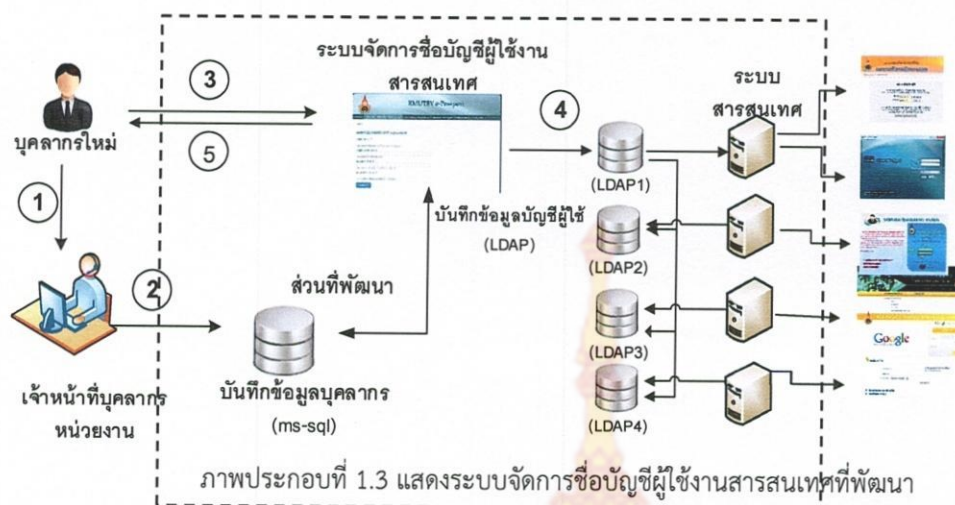 ระบบจัดการชื่อบัญชีผู้ใช้งาน
สารสนเทศ
ระบบ
สารสนเทศ
3
4
5
บุคลากรใหม่
1
(LDAP1)
บันทึกข้อมูลบัญชีผู้ใช้
(LDAP)
(LDAP2)
2
ส่วนที่พัฒนา
(LDAP3)
Google
เจ้าหน้าที่บุคลากร
หน่วยงาน
บันทึกข้อมูลบุคลากร
(ms-sql)
(LDAP4)
ภาพประกอบที่ 1.3 แสดงระบบจัดการชื่อบัญชีผู้ใช้งานสารสนเทศที่พัฒนา